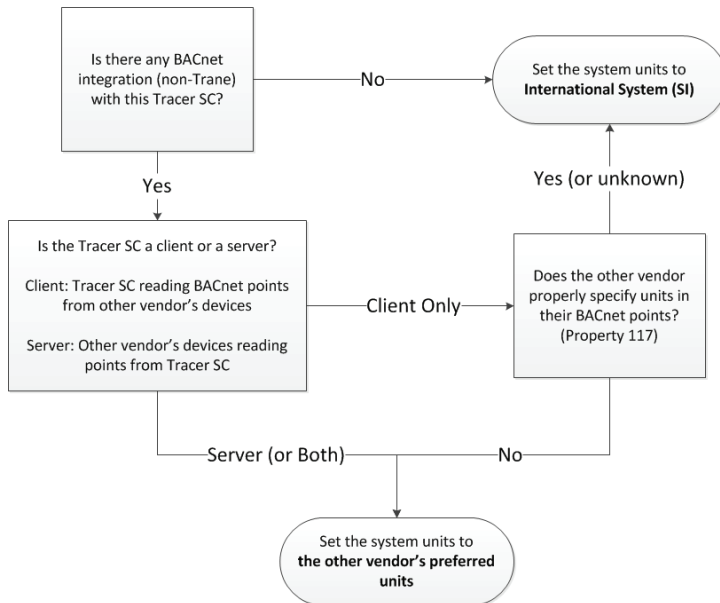 Is there any BACnet
integration (non-Trane)
with this Tracer SC?
No
Set the system units to
International System (SI)
Yes
Yes (or unknown)
Is the Tracer SC a client or a server?
Client: Tracer SC reading BACnet points
from other vendor's devices
Server: Other vendor's devices reading
points from Tracer SC
Client Only
Does the other vendor
properly specify units in
their BACnet points?
(Property 117)
Server (or Both)
No
Set the system units to
the other vendor's preferred
units